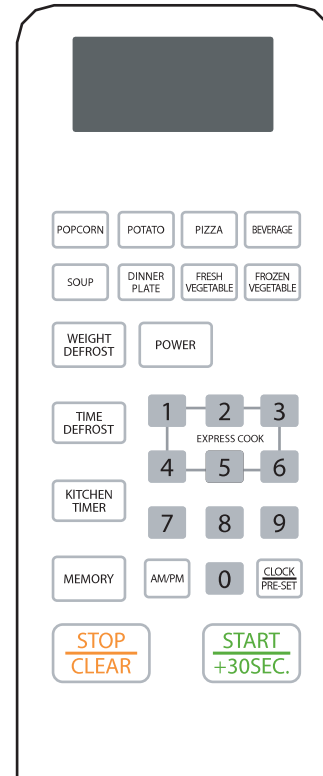 POPCORN POTATO PIZZA BEVERAGE
SOUP DINNER PLATE FRESH VEGETABLE FROZEN VEGETABLE
WEIGHT DEFROST POWER
TIME DEFROST
1 2 3
EXPRESS COOK
4 5 6
KITCHEN TIMER
7 8 9
MEMORY AM/PM 0 CLOCK PRE-SET
STOP CLEAR START +30SEC.